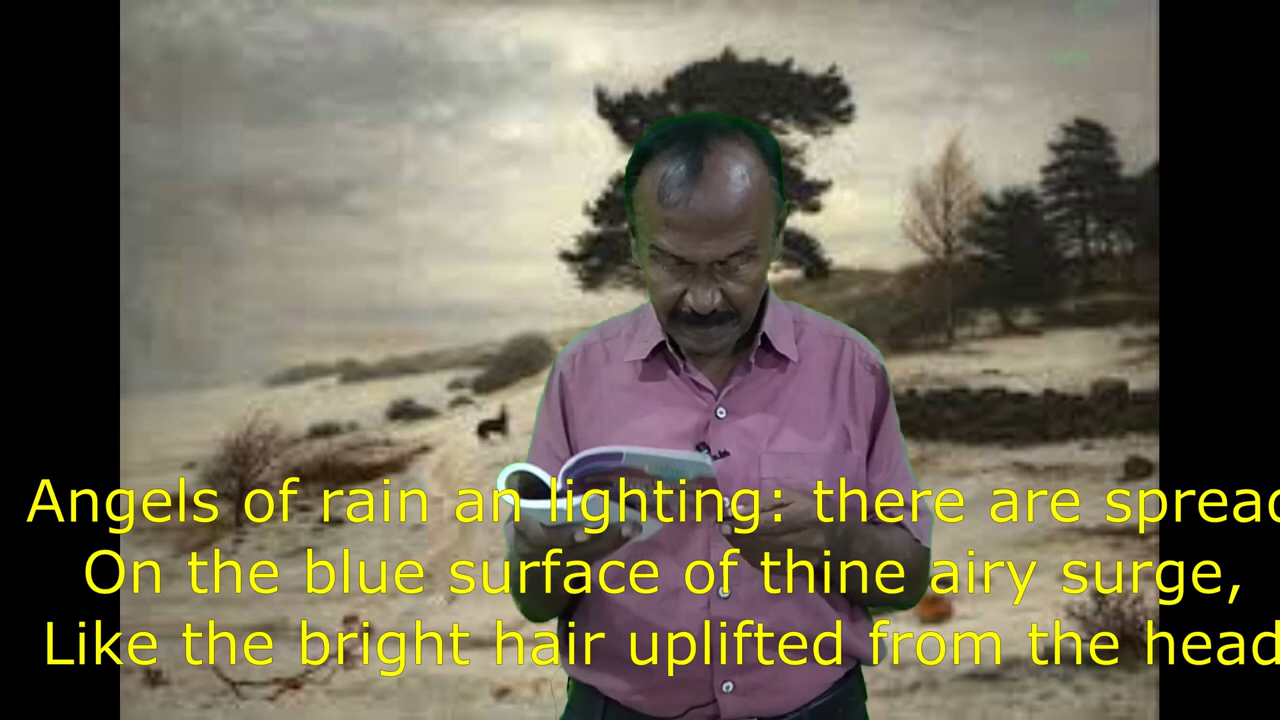 Angels of rain an lighting: there are spread
On the blue surface of thine airy surge,
Like the bright hair uplifted from the head